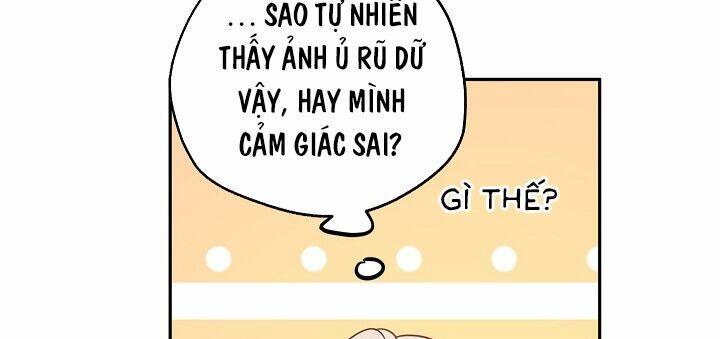 ... SAO TỰ NHIÊN
THẤY ẢNH Ủ RŨ DỮ
VẬY, HAY MÌNH
CẢM GIÁC SAI?
GÌ THẾ?